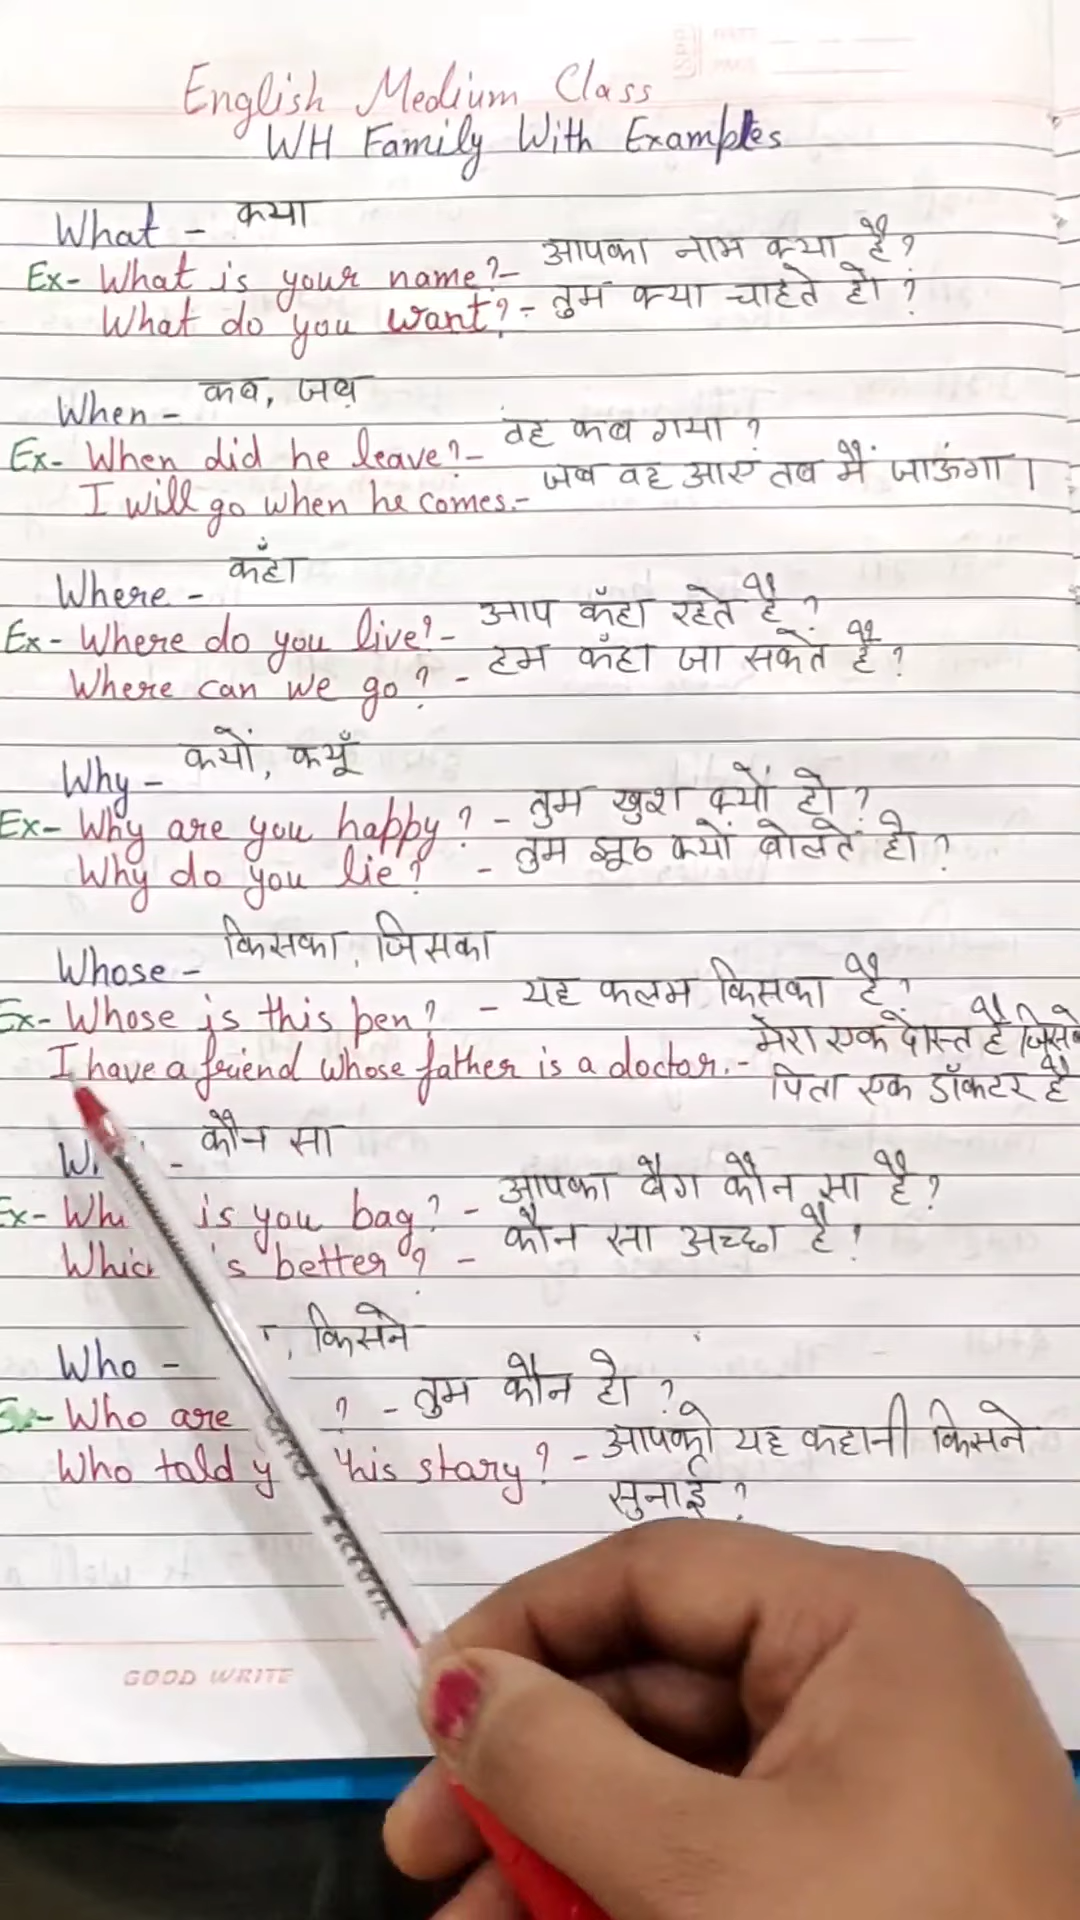 English Medium Class
WH Family With Examples
What - क्या
Ex- What is your name? - आपका नाम क्या है?
What do you want? - तुम क्या चाहते हो?
When - कब, जब
Ex- When did he leave? - वह कब गया?
I will go when he comes. - जब वह आए तब मैं जाऊंगा।
Where - कँहा
Ex- Where do you live? - आप कँहा रहेते है?
Where can we go? - हम कँहा जा सकते है?
Why - क्यों, क्यूँ
Ex- Why are you happy? - तुम खुश क्यों हो?
Why do you lie? - तुम झूठ क्यों बोलते हो?
Whose - किसका, जिसका
Ex- Whose is this pen? - यह कलम किसका है?
I have a friend whose father is a doctor. - मेरा एक दोस्त है
पिता एक डॉक्टर है
- कौन सा
Ex- is you bag? - आपका बैग कौन सा है?
is better? - कौन सा अच्छा है?
Who - , किसने
Ex- Who are ? - तुम कौन हो?
Who told this story? - आपको यह कहानी किसने
सुनाई?
GOOD WRITE